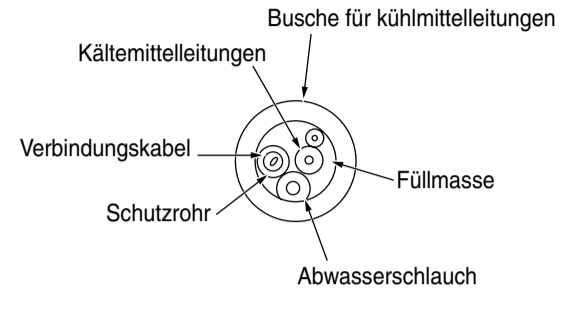 Busche für kühlmittelleitungen
Kältemittelleitungen
Verbindungskabel
Füllmasse
Schutzrohr
Abwasserschlauch